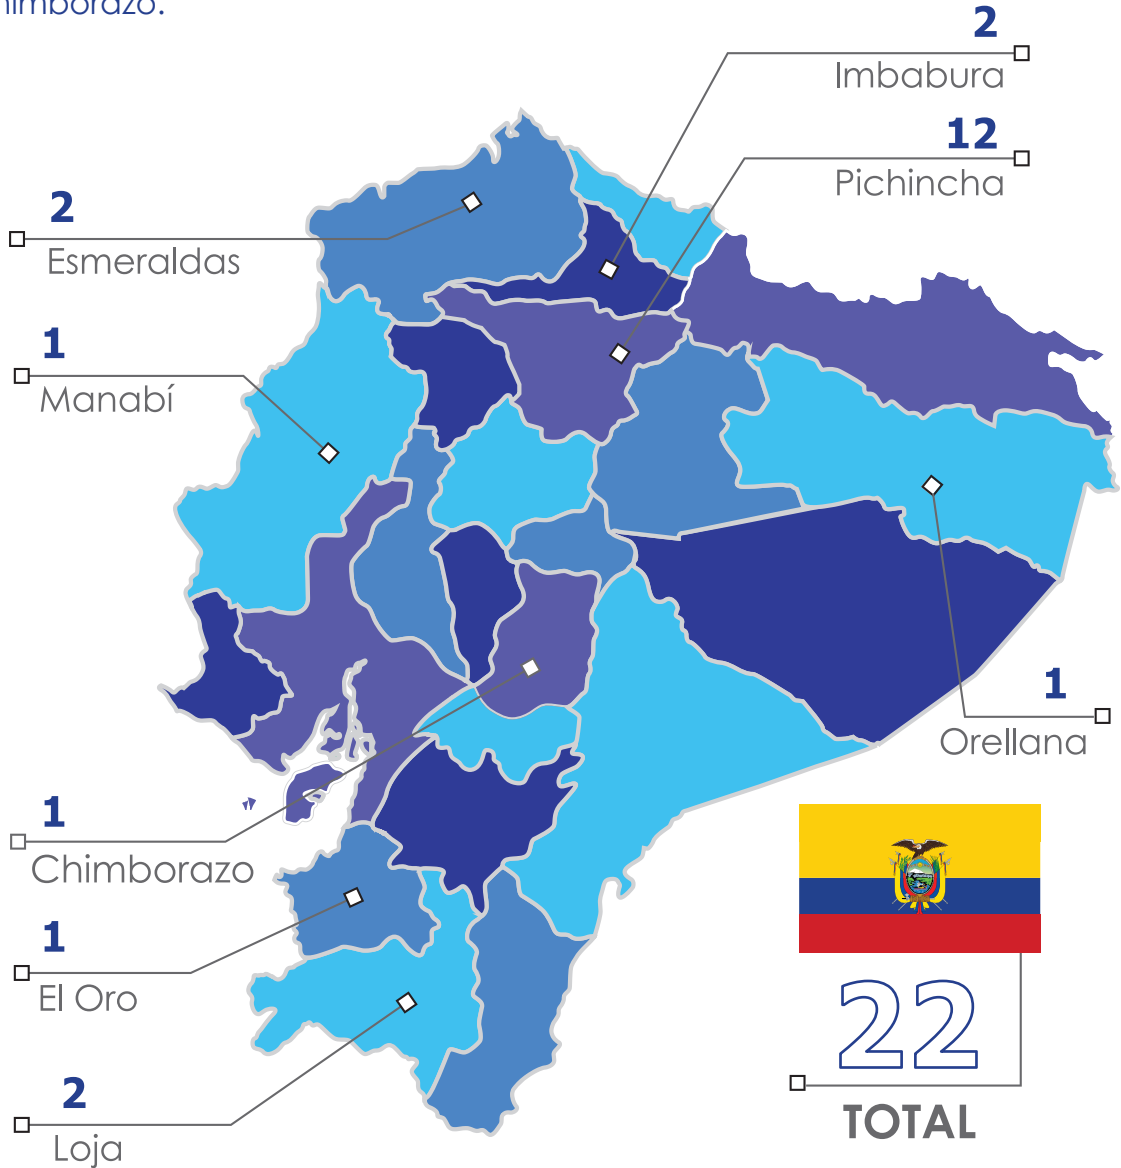 himborazo.
2
Imbabura
12
Pichincha
2
Esmeraldas
1
Manabí
1
Orellana
1
Chimborazo
1
El Oro
2
Loja
22
TOTAL